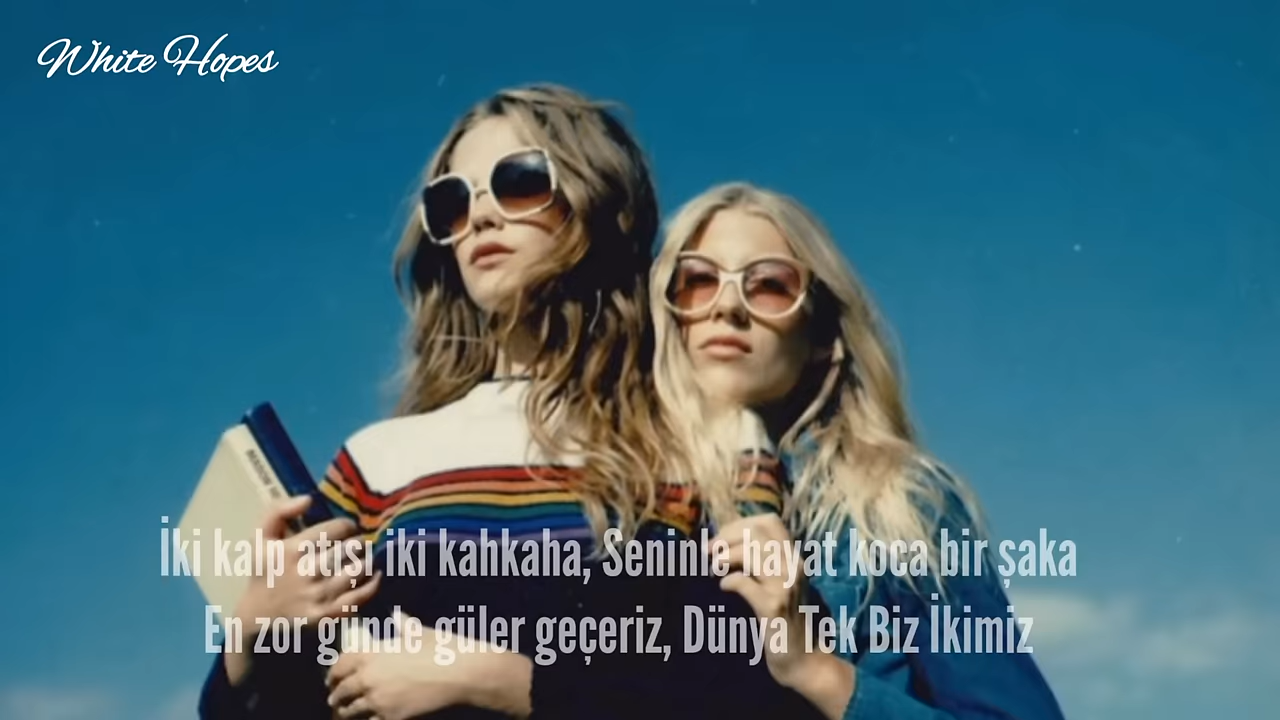 White Hopes
İki kalp atışı iki kahkaha, Seninle hayat koca bir şaka
En zor günde güler geçeriz, Dünya Tek Biz İkimiz